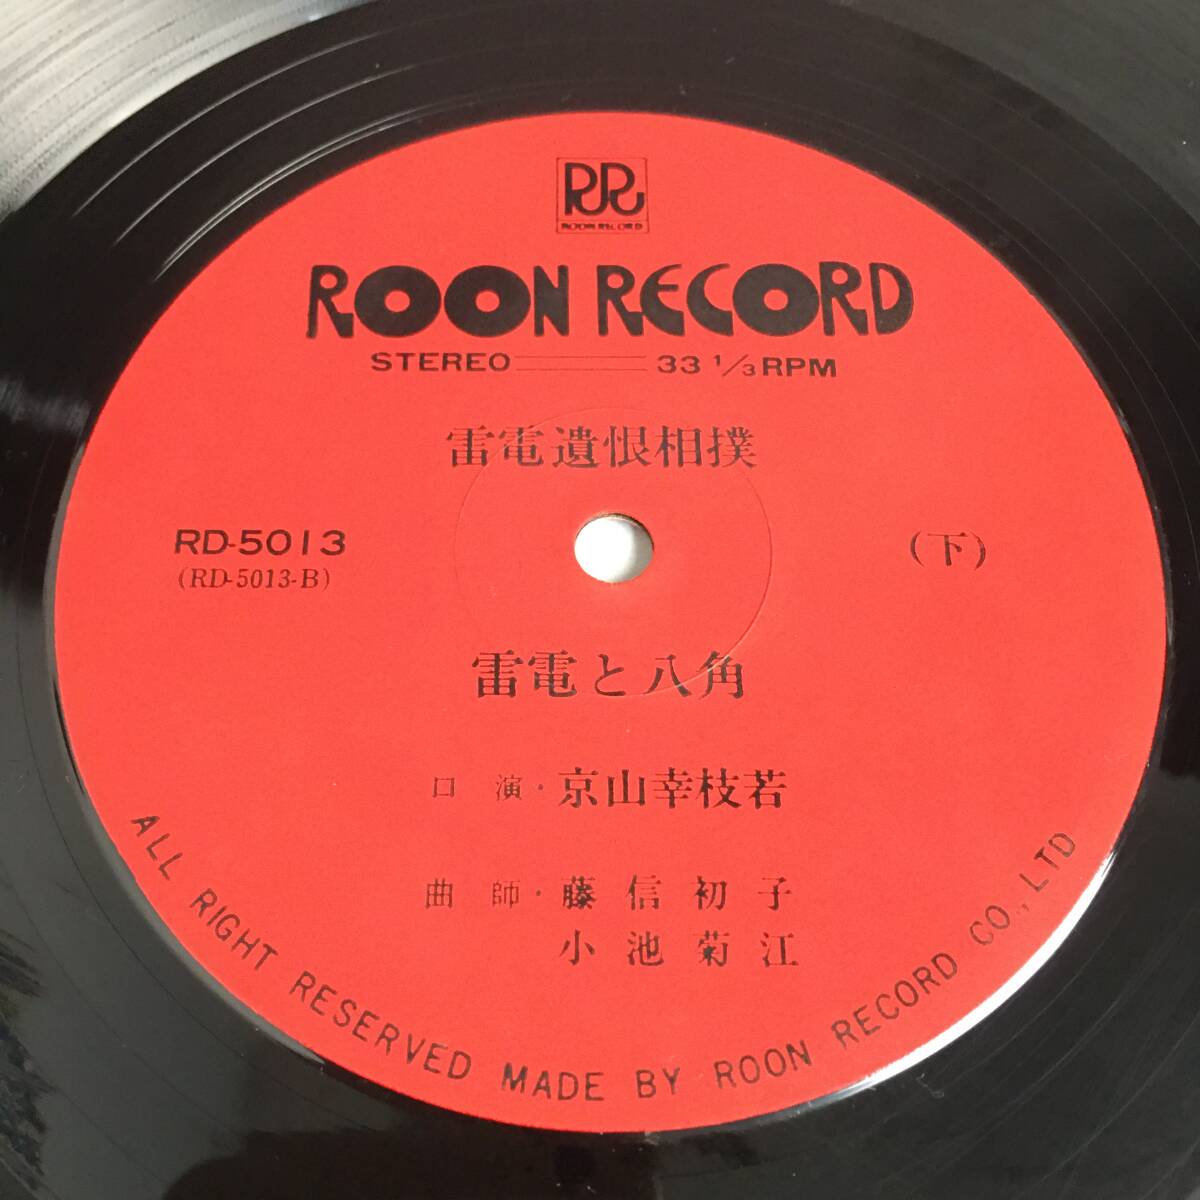 RR
ROON RECORD
ROON RECORD
STEREO 33 1/3 RPM
雷電遺恨相撲
RD-5013
(RD-5013-B)
(下)
雷電と八角
口演・京山幸枝若
曲師・藤信初子
小池菊江
ALL RIGHT RESERVED MADE BY ROON RECORD CO., LTD